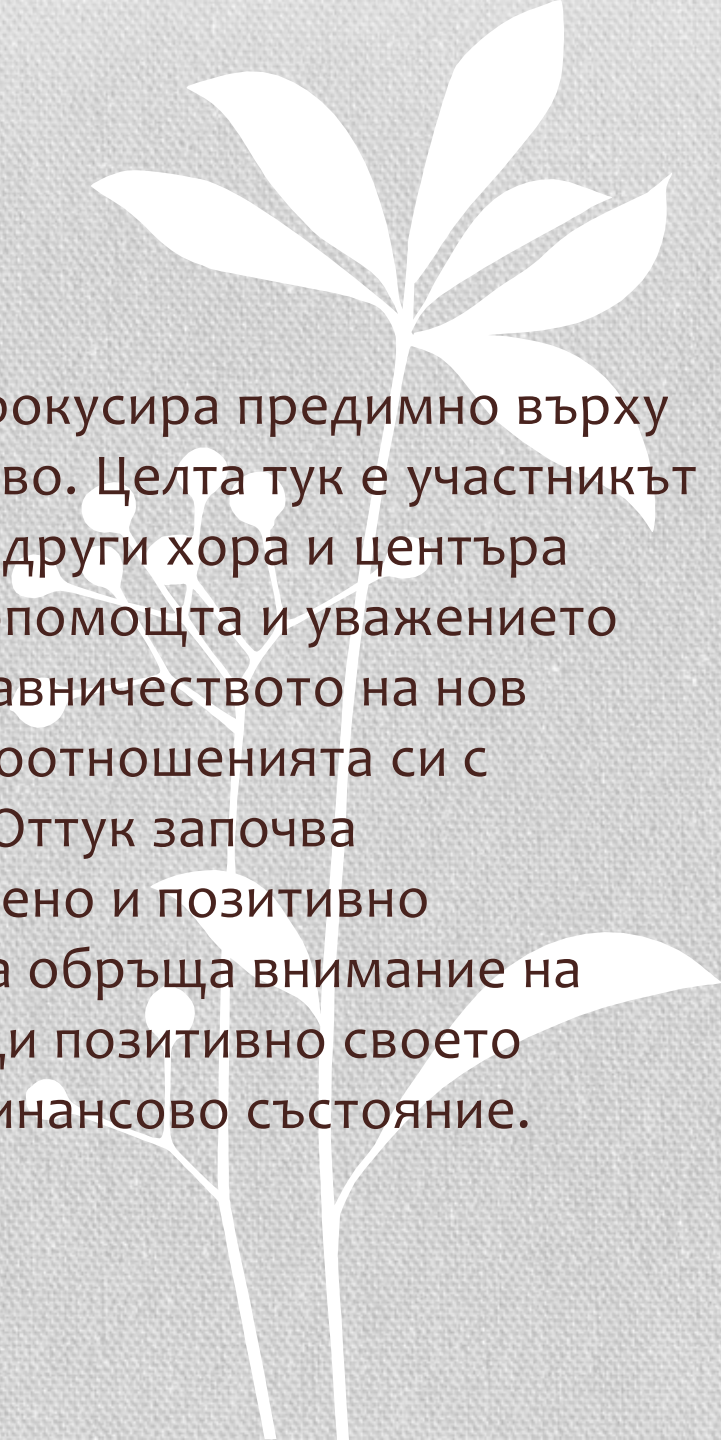 фокусира предимно върху
во. Целта тук е участникът
други хора и центъра
помощта и уважението
авничеството на нов
оотношенията си с
Оттук започва
ено и позитивно
а обръща внимание на
ди позитивно своето
инансово състояние.